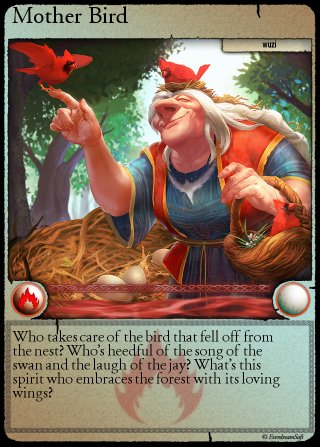 Mother Bird
wuzi
Who takes care of the bird that fell off from
the nest? Who's heedful of the song of the
swan and the laugh of the jay? What's this
spirit who embraces the forest with its loving
wings?
© EverdreamSoft